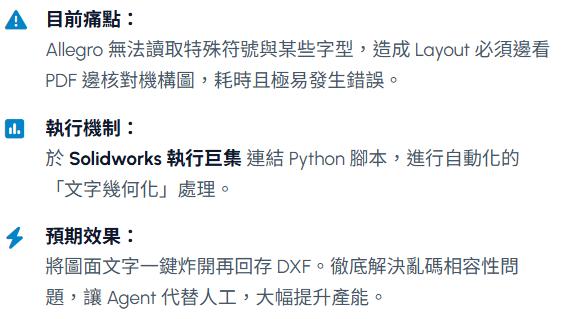 目前痛點：
Allegro 無法讀取特殊符號與某些字型，造成 Layout 必須邊看
PDF 邊核對機構圖，耗時且極易發生錯誤。
執行機制：
於 Solidworks 執行巨集 連結 Python 腳本，進行自動化的
「文字幾何化」處理。
預期效果：
將圖面文字一鍵炸開再回存 DXF。徹底解決亂碼相容性問
題，讓 Agent 代替人工，大幅提升產能。